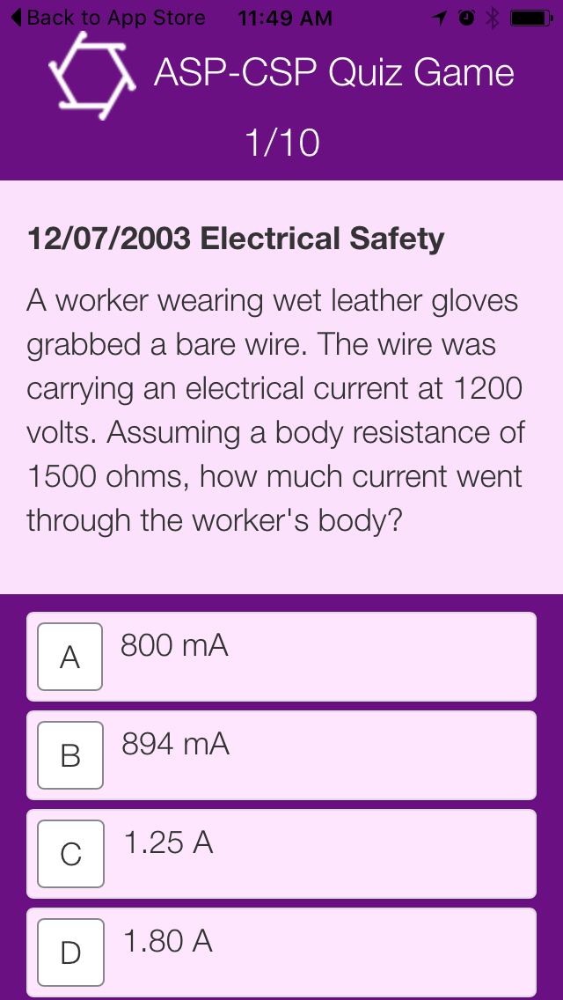 Back to App Store 11:49 AM
ASP-CSP Quiz Game
1/10
12/07/2003 Electrical Safety
A worker wearing wet leather gloves
grabbed a bare wire. The wire was
carrying an electrical current at 1200
volts. Assuming a body resistance of
1500 ohms, how much current went
through the worker's body?
A 800 mA
B 894 mA
C 1.25 A
D 1.80 A